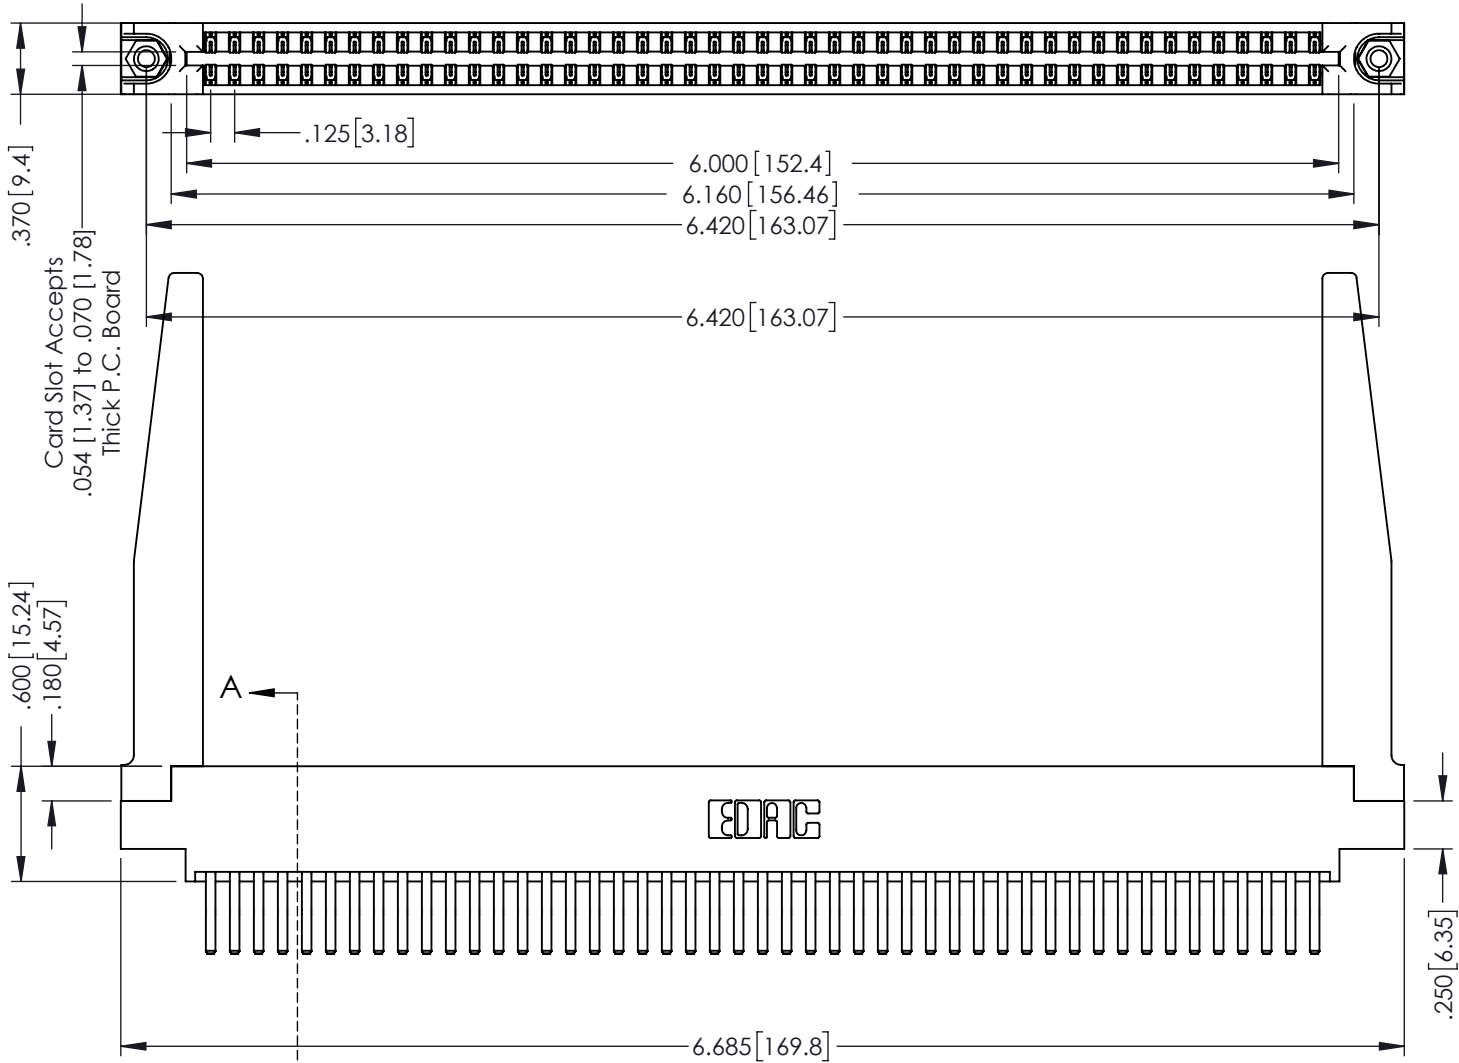 .125[3.18]
6.000[152.4]
6.160[156.46]
6.420[163.07]
.370[9.4]
Card Slot Accepts
.054 [1.37] to .070 [1.78]
Thick P.C. Board
6.420[163.07]
.600[15.24]
.180[4.57]
A
EDAC
.250[6.35]
6.685[169.8]